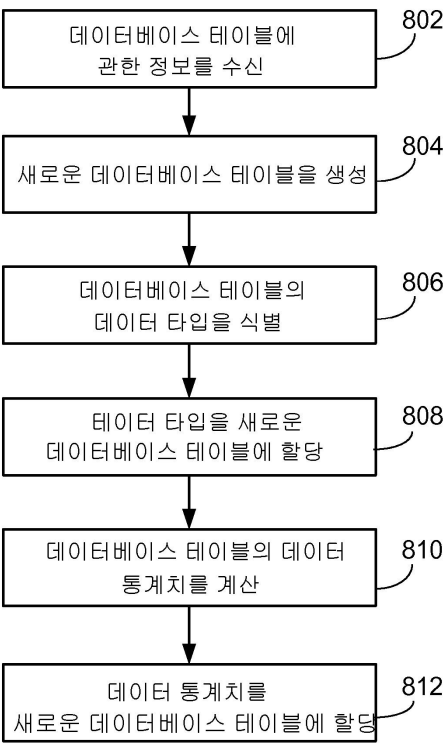 데이터베이스 테이블에
관한 정보를 수신
802
새로운 데이터베이스 테이블을 생성
804
데이터베이스 테이블의
데이터 타입을 식별
806
테이터 타입을 새로운
데이터베이스 테이블에 할당
808
데이터베이스 테이블의 데이터
통계치를 계산
810
데이터 통계치를
새로운 데이터베이스 테이블에 할당
812